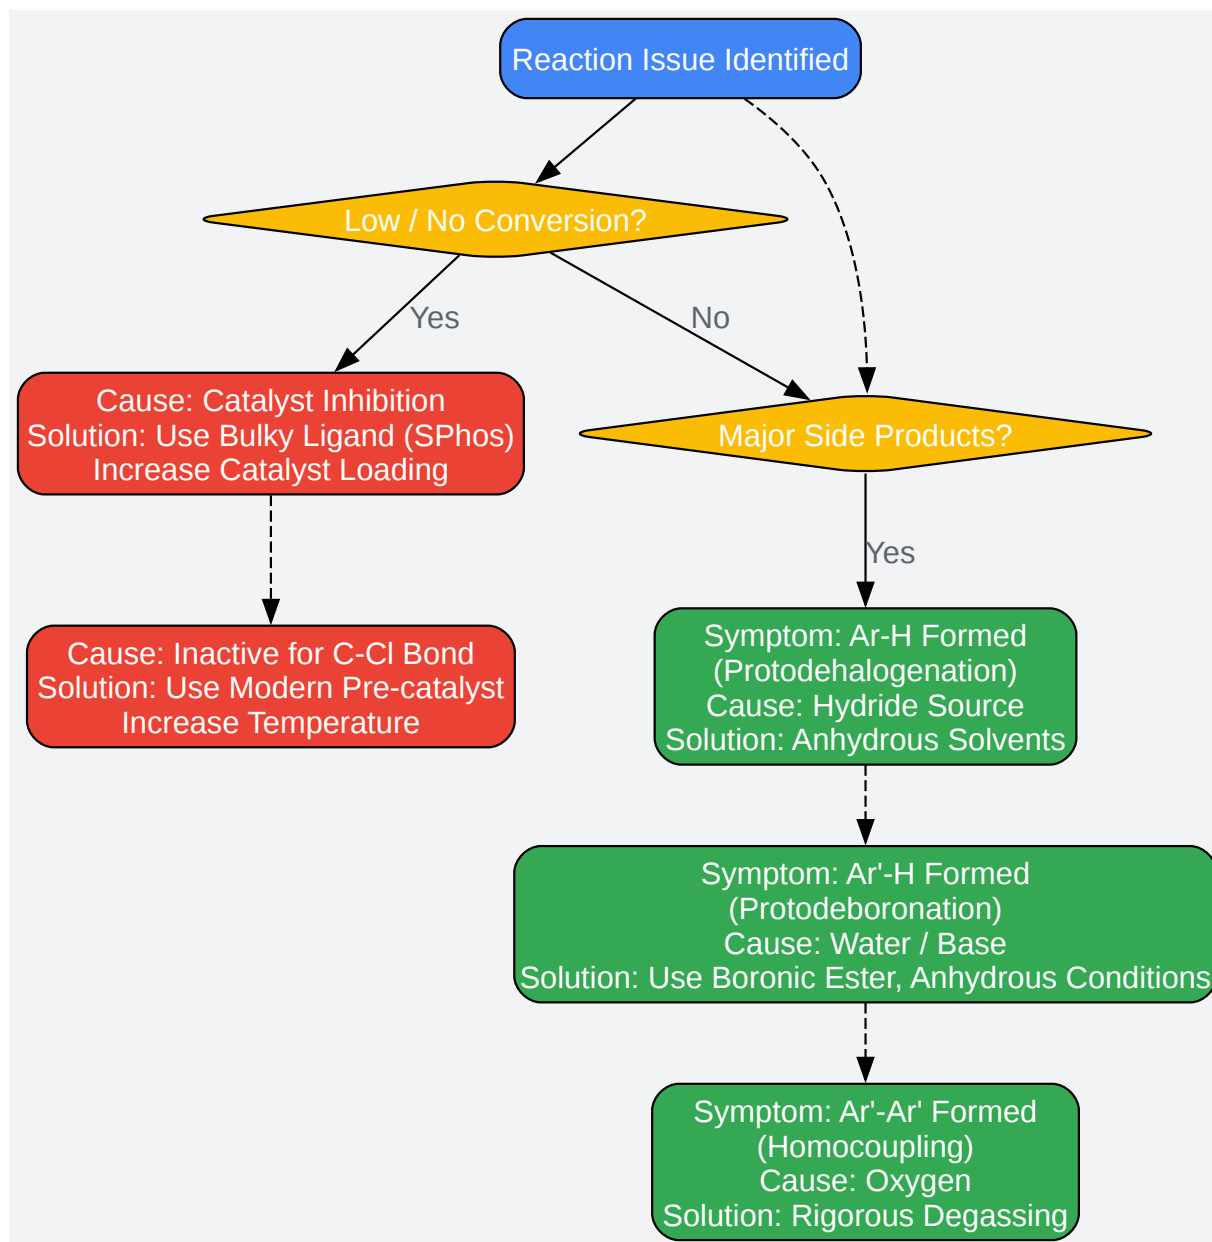 Reaction Issue Identified
Low / No Conversion?
Yes
No
Cause: Catalyst Inhibition
Solution: Use Bulky Ligand (SPhos)
Increase Catalyst Loading
Major Side Products?
Yes
Cause: Inactive for C-Cl Bond
Solution: Use Modern Pre-catalyst
Increase Temperature
Symptom: Ar-H Formed
(Protodehalogenation)
Cause: Hydride Source
Solution: Anhydrous Solvents
Symptom: Ar'-H Formed
(Protodeboronation)
Cause: Water / Base
Solution: Use Boronic Ester, Anhydrous Conditions
Symptom: Ar'-Ar' Formed
(Homocoupling)
Cause: Oxygen
Solution: Rigorous Degassing